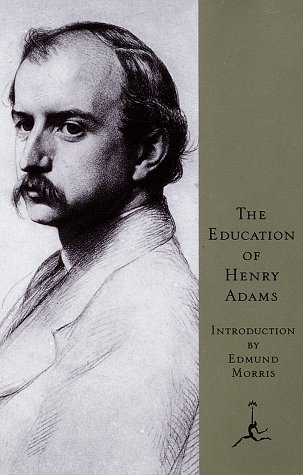 THE
EDUCATION
OF
HENRY
ADAMS
INTRODUCTION
BY
EDMUND
MORRIS